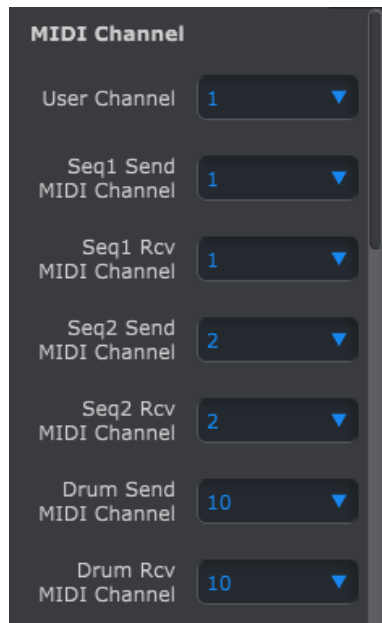 MIDI Channel
User Channel 1
Seq1 Send
MIDI Channel 1
Seq1 Rcv
MIDI Channel 1
Seq2 Send
MIDI Channel 2
Seq2 Rcv
MIDI Channel 2
Drum Send
MIDI Channel 10
Drum Rcv
MIDI Channel 10